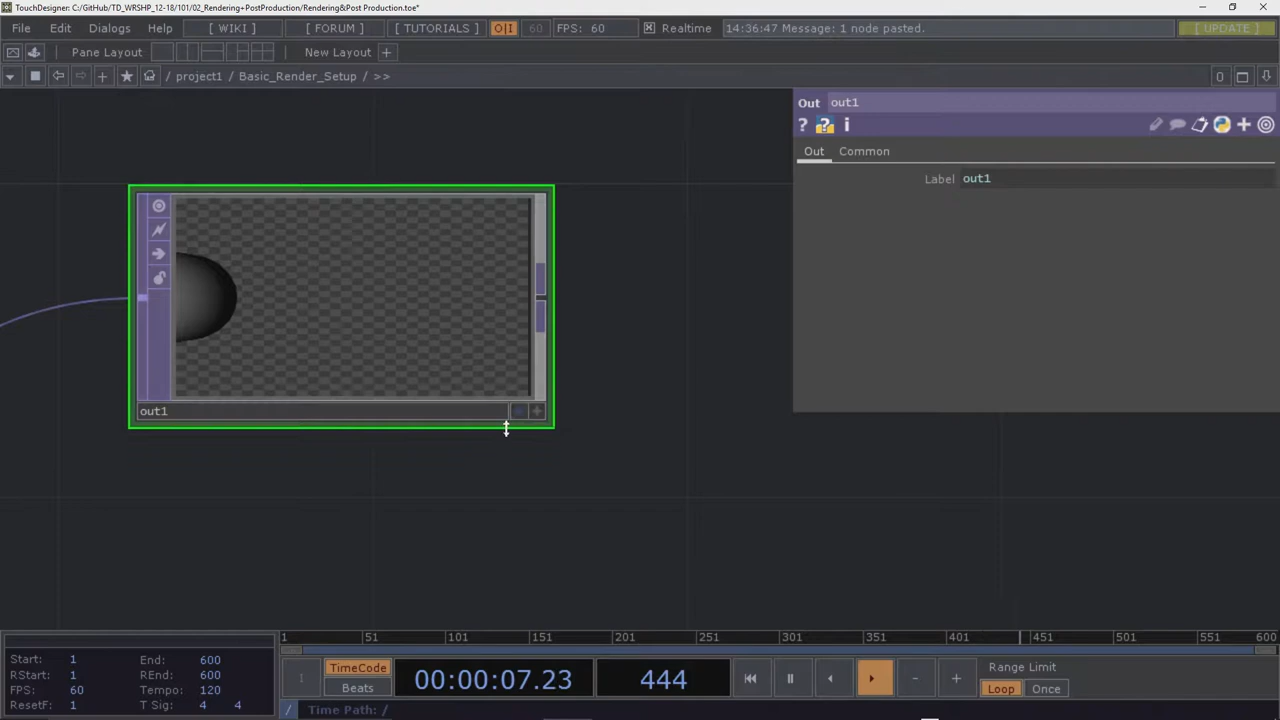 TouchDesigner: C:/GitHub/TD_WRSHP_12-18/101/02_Rendering+PostProduction/Rendering&Post Production.toe*
File Edit Dialogs Help [ WIKI ] [ FORUM ] [ TUTORIALS ] O|I 60 FPS: 60 Realtime 14:36:47 Message: 1 node pasted. [ UPDATE ]
Pane Layout New Layout +
/ project1 / Basic_Render_Setup / >> 0
Out out1
? ? i
Out Common
Label out1
out1
1 51 101 151 201 251 301 351 401 451 501 551 600
Start: 1 End: 600
RStart: 1 REnd: 600
FPS: 60 Tempo: 120
ResetF: 1 T Sig: 4 4
1 TimeCode 00:00:07.23 444 - + Range Limit
Beats Loop Once
/ Time Path: /